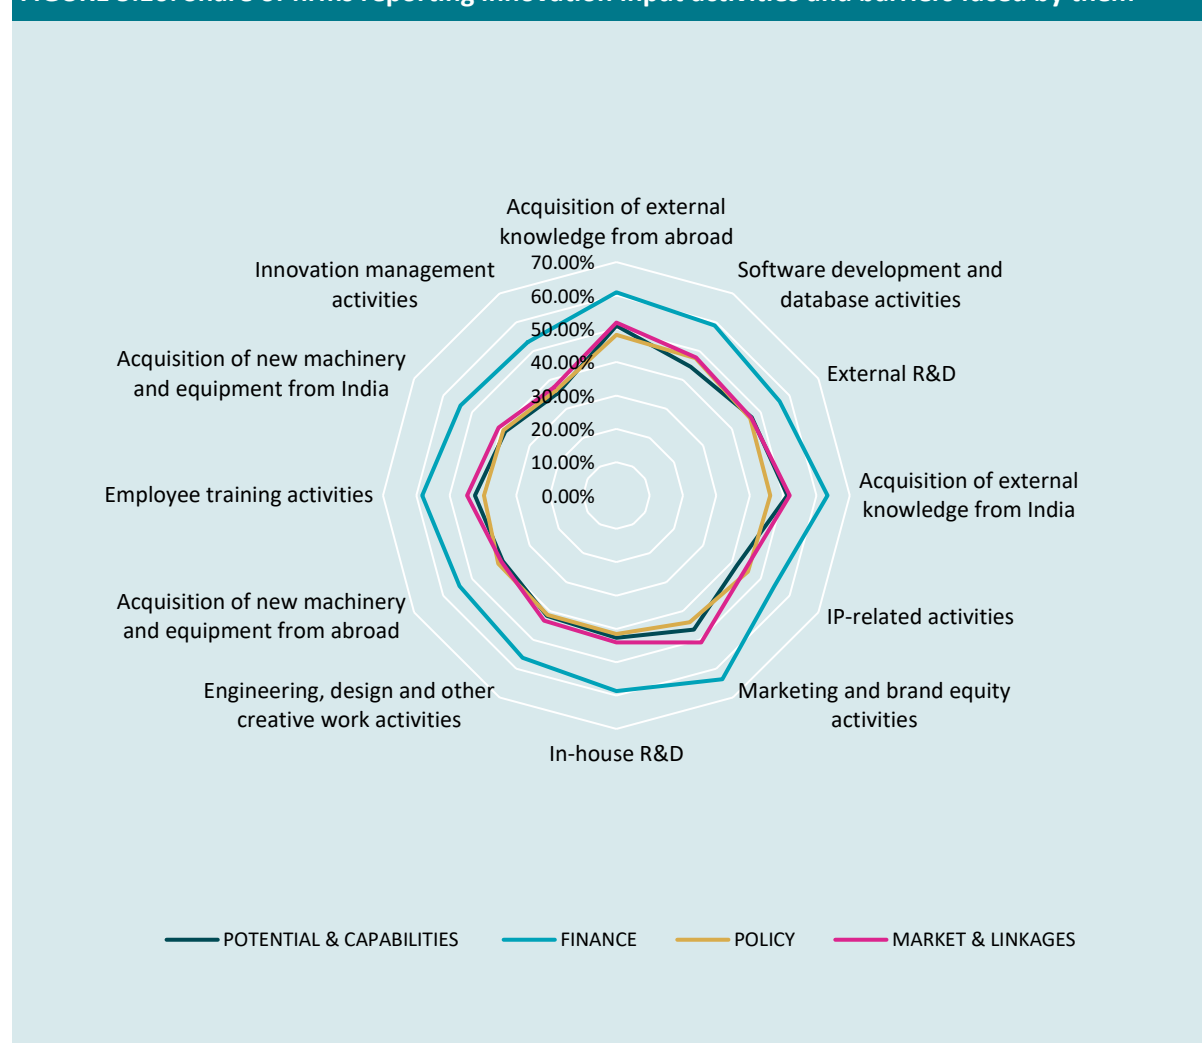 Acquisition of external
knowledge from abroad
70.00%
60.00%
50.00%
40.00%
30.00%
20.00%
10.00%
0.00%
Software development and
database activities
External R&D
Acquisition of external
knowledge from India
IP-related activities
Marketing and brand equity
activities
In-house R&D
Engineering, design and other
creative work activities
Acquisition of new machinery
and equipment from abroad
Employee training activities
Acquisition of new machinery
and equipment from India
Innovation management
activities
POTENTIAL & CAPABILITIES
FINANCE
POLICY
MARKET & LINKAGES